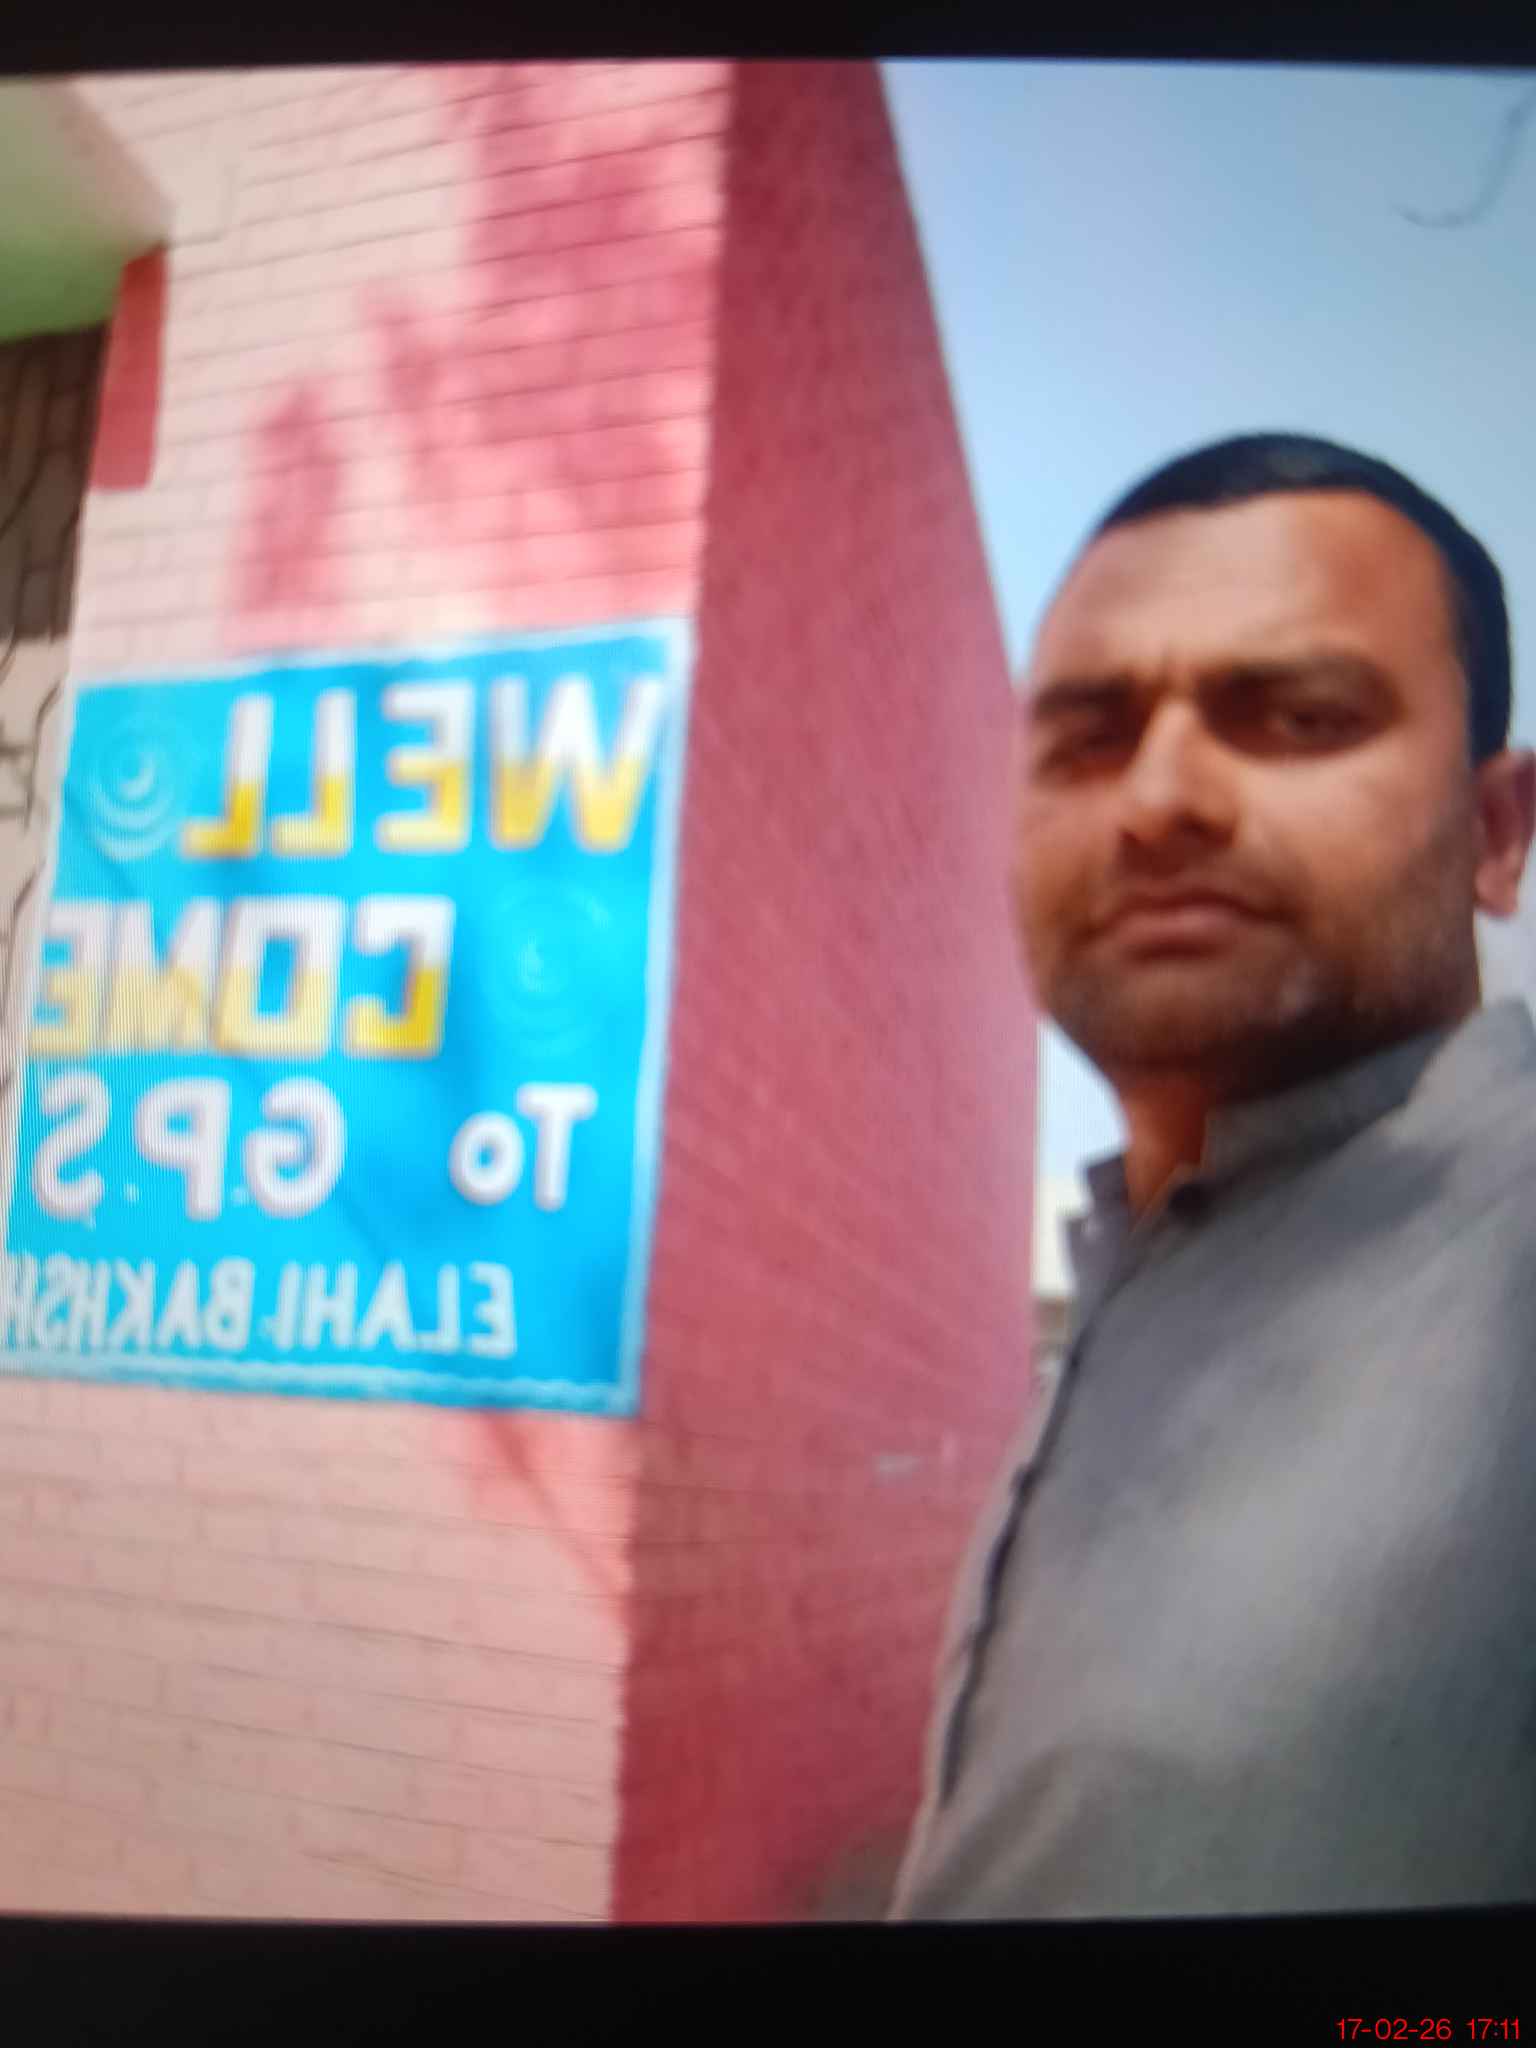 WELL
COME
To G.P.S
ELAHI BAKHSH
17-02-26 17:11